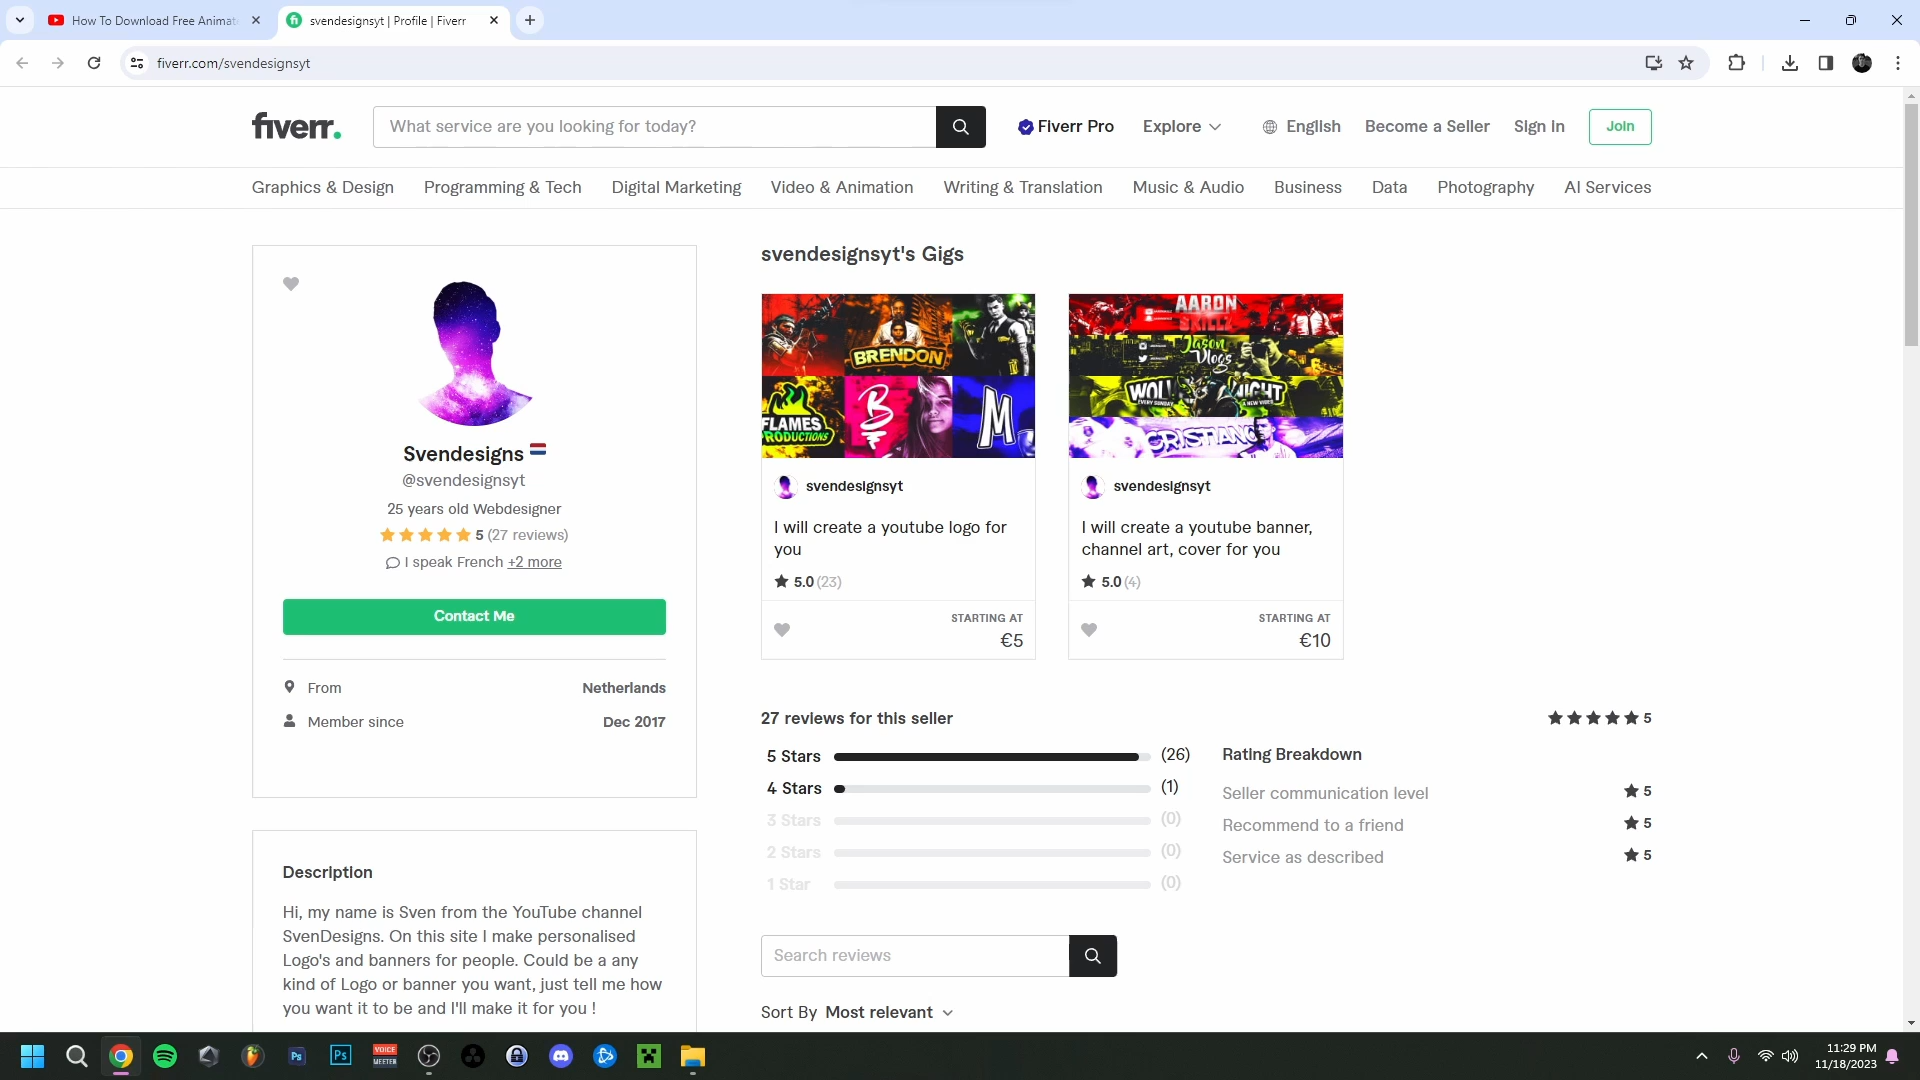 How To Download Free Animat
svendesignsyt | Profile | Fiverr
fiverr.com/svendesignsyt
fiverr.
What service are you looking for today?
Fiverr Pro
Explore
English
Become a Seller
Sign in
Join
Graphics & Design
Programming & Tech
Digital Marketing
Video & Animation
Writing & Translation
Music & Audio
Business
Data
Photography
AI Services
Svendesigns
@svendesignsyt
25 years old Webdesigner
5 (27 reviews)
I speak French +2 more
Contact Me
From Netherlands
Member since Dec 2017
Description
Hi, my name is Sven from the YouTube channel
SvenDesigns. On this site I make personalised
Logo's and banners for people. Could be a any
kind of Logo or banner you want, just tell me how
you want it to be and I'll make it for you !
svendesignsyt's Gigs
BRENDON
FLAMES
PRODUCTIONS
B
M
svendesignsyt
I will create a youtube logo for
you
5.0 (23)
STARTING AT
€5
AARON
SKILLZ
Jason
Vlogs
CRISTIANO
svendesignsyt
I will create a youtube banner,
channel art, cover for you
5.0 (4)
STARTING AT
€10
27 reviews for this seller
5
5 Stars (26)
4 Stars (1)
3 Stars (0)
2 Stars (0)
1 Star (0)
Rating Breakdown
Seller communication level 5
Recommend to a friend 5
Service as described 5
Search reviews
Sort By Most relevant
Ps
Ps
VOICE
MEETER
11:29 PM
11/18/2023